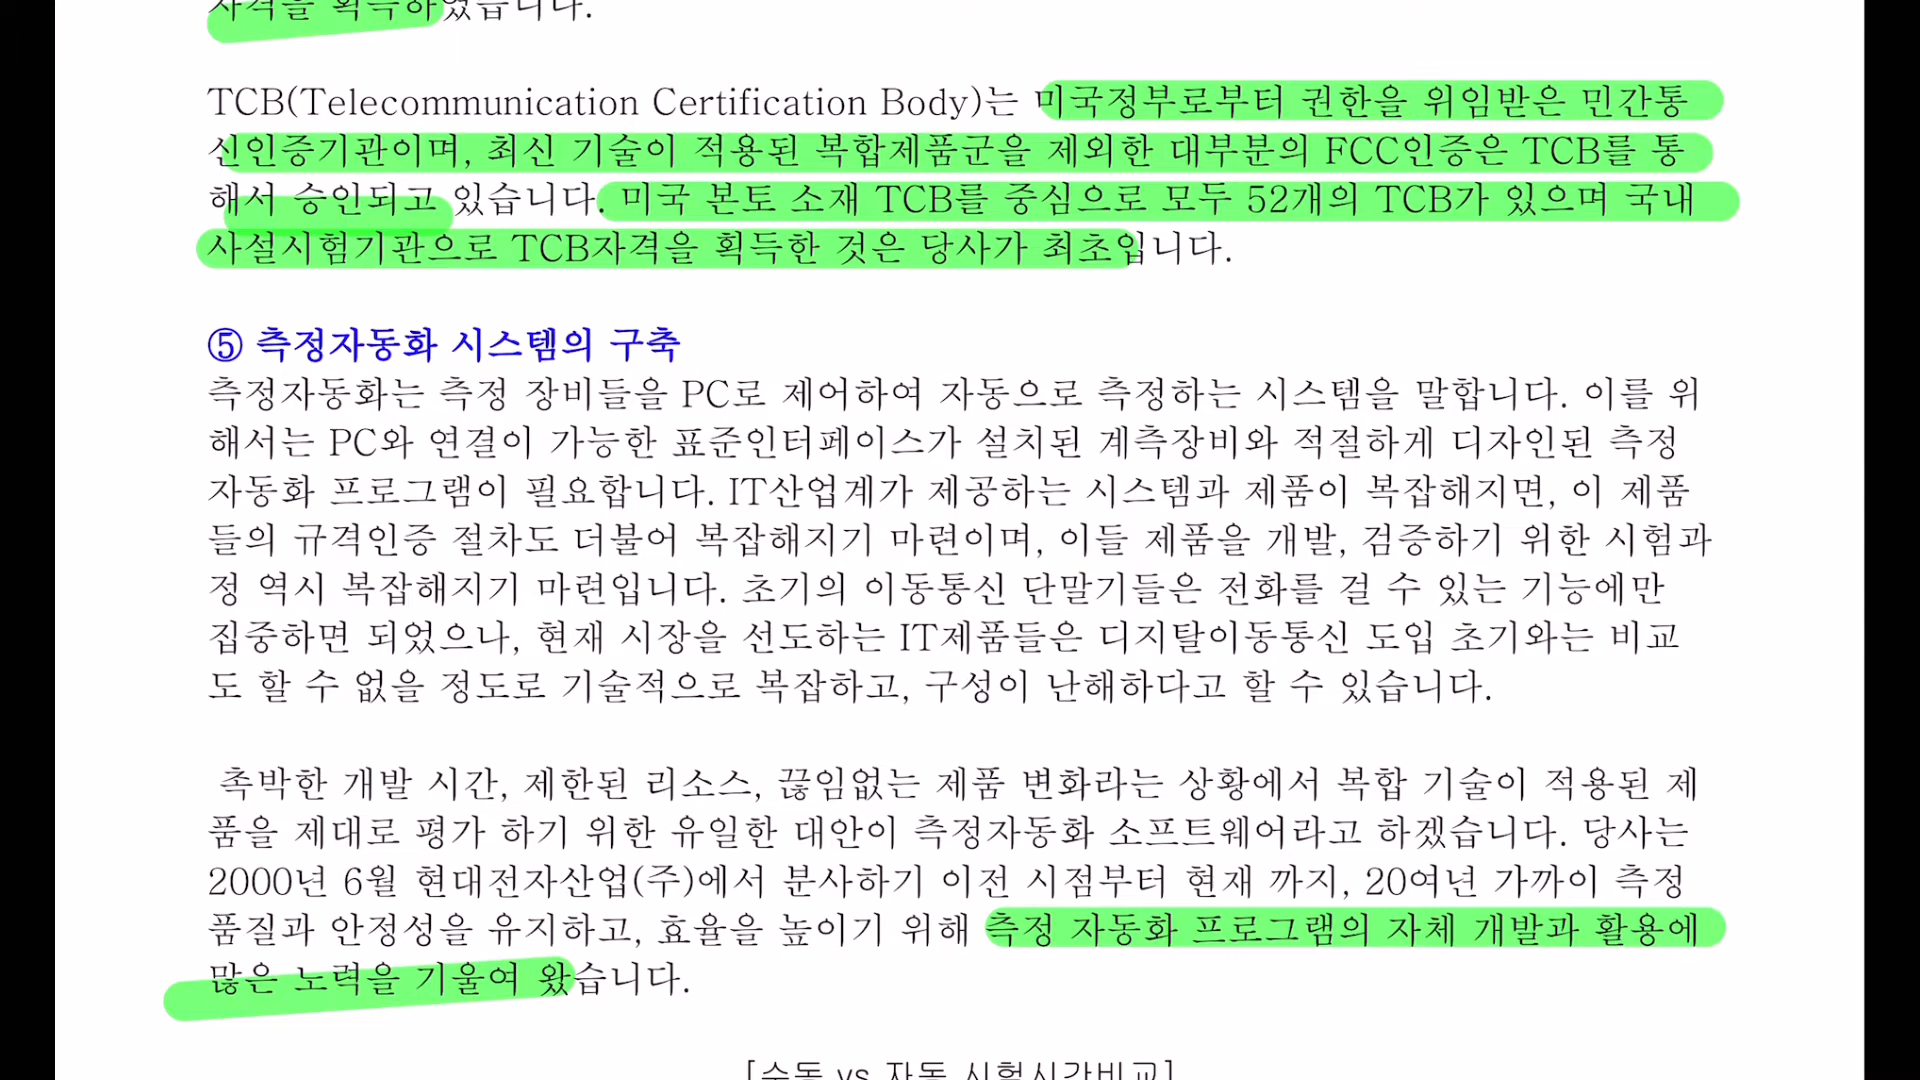 자격을 획득하였습니다.
TCB(Telecommunication Certification Body)는 미국정부로부터 권한을 위임받은 민간통
신인증기관이며, 최신 기술이 적용된 복합제품군을 제외한 대부분의 FCC인증은 TCB를 통
해서 승인되고 있습니다. 미국 본토 소재 TCB를 중심으로 모두 52개의 TCB가 있으며 국내
사설시험기관으로 TCB자격을 획득한 것은 당사가 최초입니다.
⑤ 측정자동화 시스템의 구축
측정자동화는 측정 장비들을 PC로 제어하여 자동으로 측정하는 시스템을 말합니다. 이를 위
해서는 PC와 연결이 가능한 표준인터페이스가 설치된 계측장비와 적절하게 디자인된 측정
자동화 프로그램이 필요합니다. IT산업계가 제공하는 시스템과 제품이 복잡해지면, 이 제품
들의 규격인증 절차도 더불어 복잡해지기 마련이며, 이들 제품을 개발, 검증하기 위한 시험과
정 역시 복잡해지기 마련입니다. 초기의 이동통신 단말기들은 전화를 걸 수 있는 기능에만
집중하면 되었으나, 현재 시장을 선도하는 IT제품들은 디지탈이동통신 도입 초기와는 비교
도 할 수 없을 정도로 기술적으로 복잡하고, 구성이 난해하다고 할 수 있습니다.
촉박한 개발 시간, 제한된 리소스, 끊임없는 제품 변화라는 상황에서 복합 기술이 적용된 제
품을 제대로 평가 하기 위한 유일한 대안이 측정자동화 소프트웨어라고 하겠습니다. 당사는
2000년 6월 현대전자산업(주)에서 분사하기 이전 시점부터 현재 까지, 20여년 가까이 측정
품질과 안정성을 유지하고, 효율을 높이기 위해 측정 자동화 프로그램의 자체 개발과 활용에
많은 노력을 기울여 왔습니다.
[수동 vs 자동 시험시간비교]